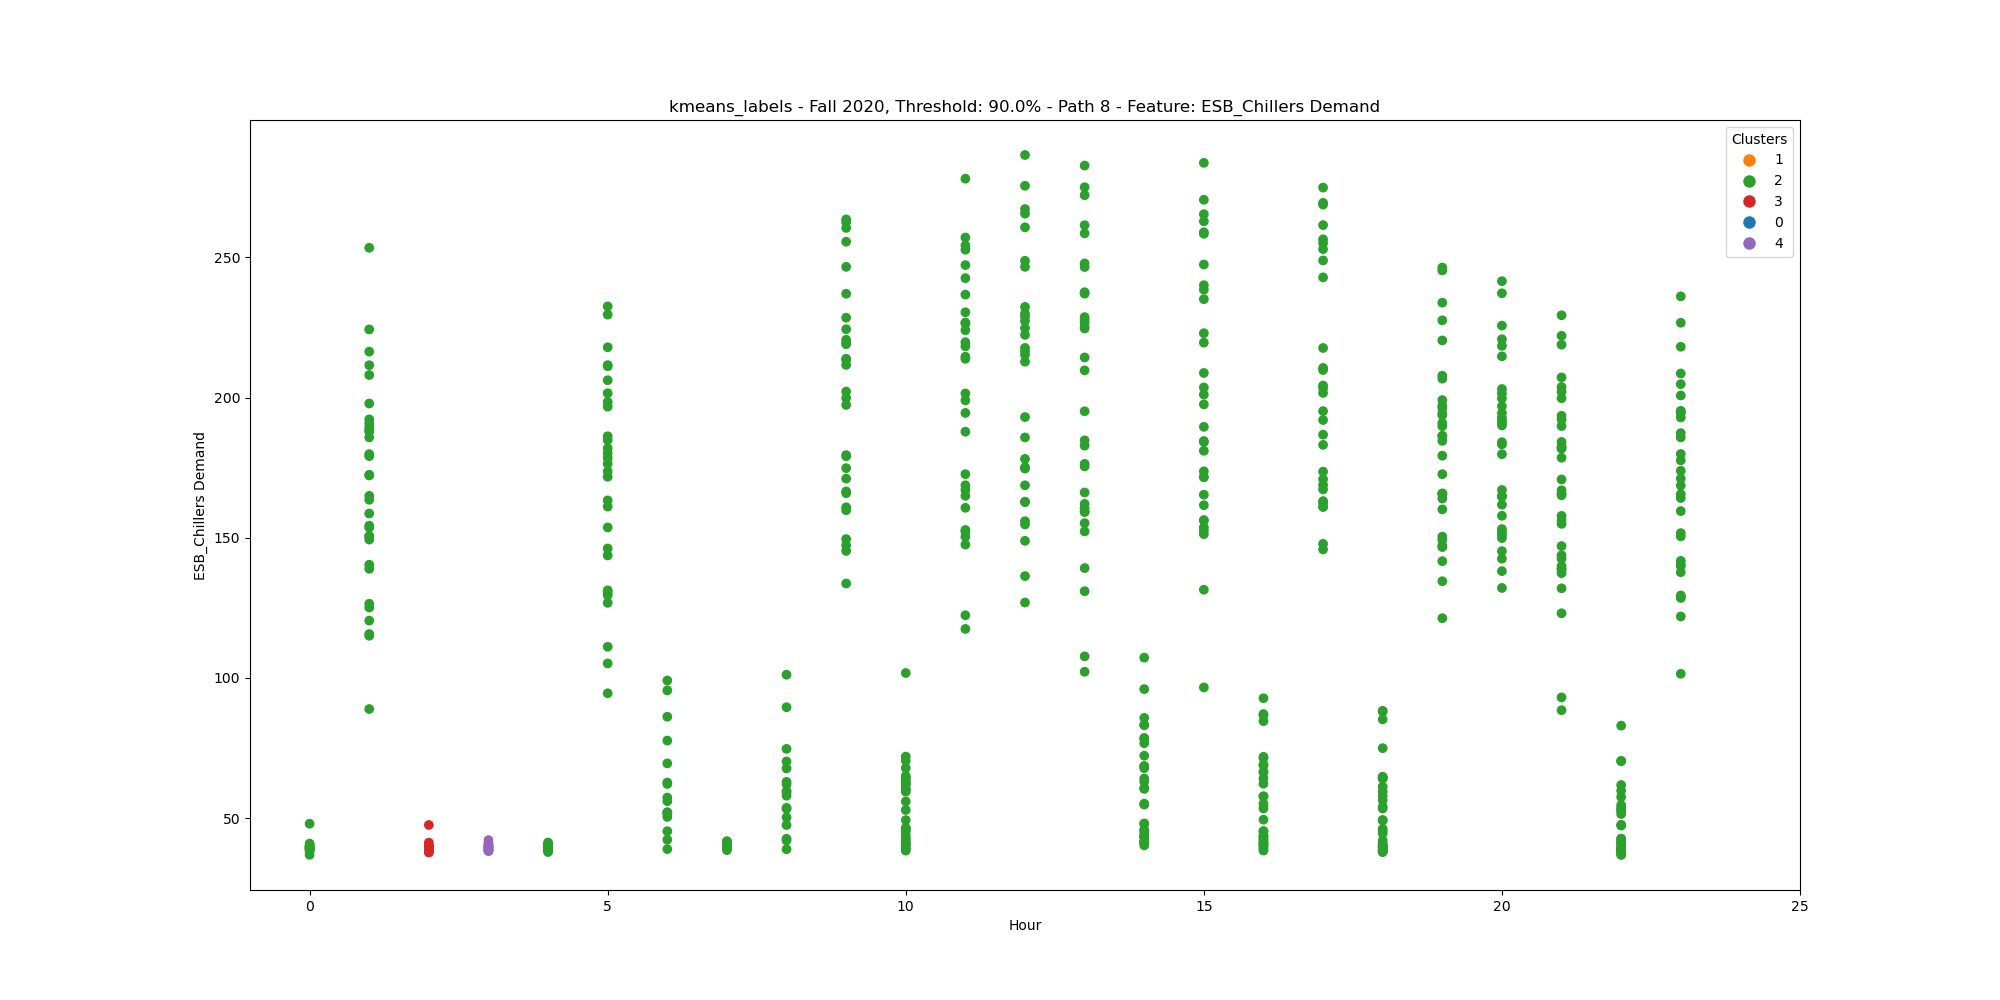 kmeans_labels - Fall 2020, Threshold: 90.0% - Path 8 - Feature: ESB_Chillers Demand
Clusters
1
2
3
0
4
250
200
150
100
50
ESB_Chillers Demand
0 5 10 15 20 25
Hour